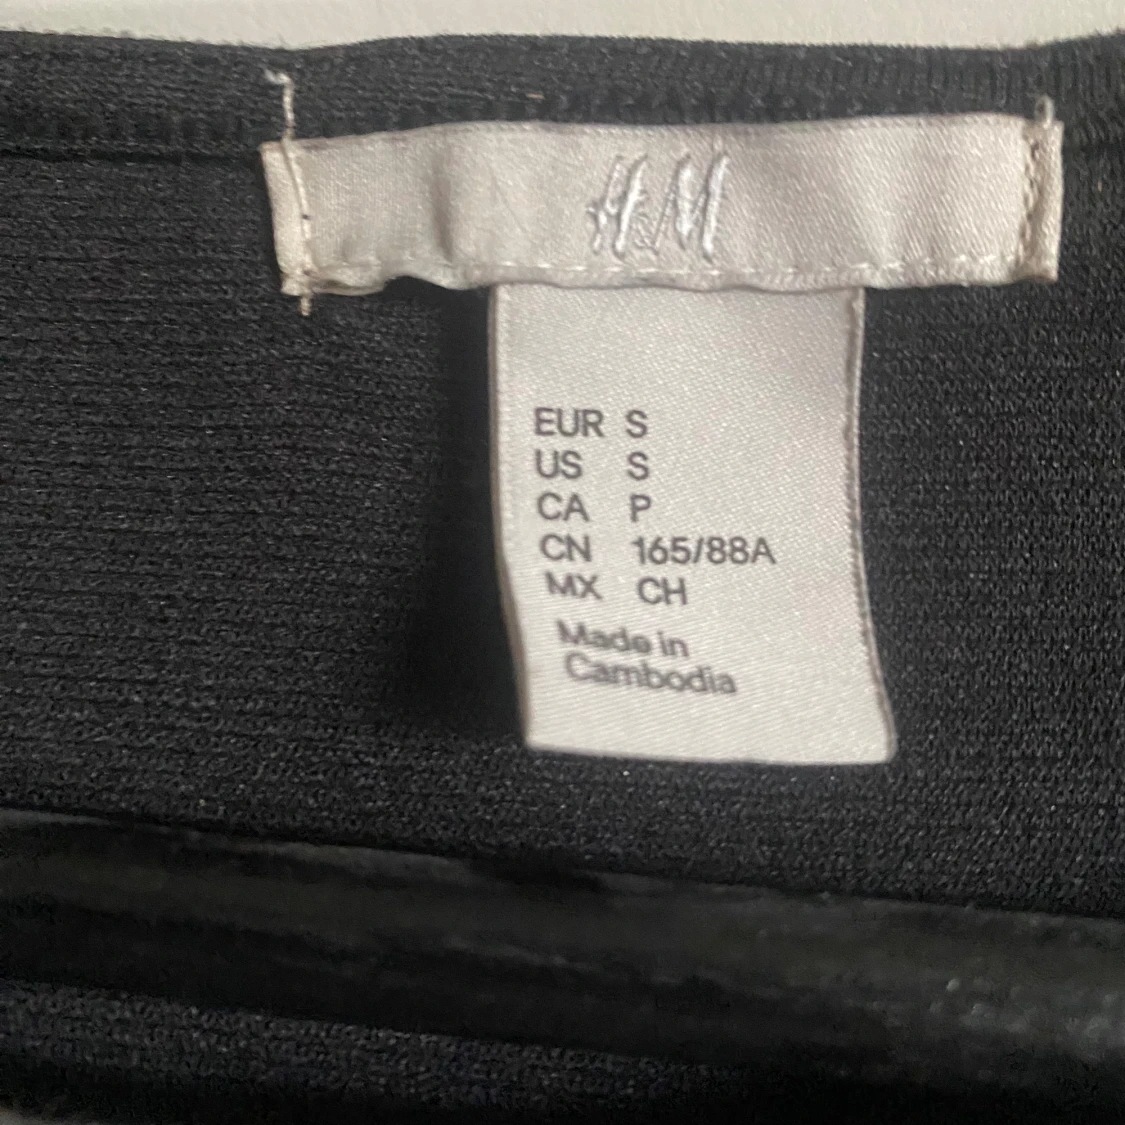 H&M
EUR S
US S
CA P
CN 165/88A
MX CH
Made in
Cambodia